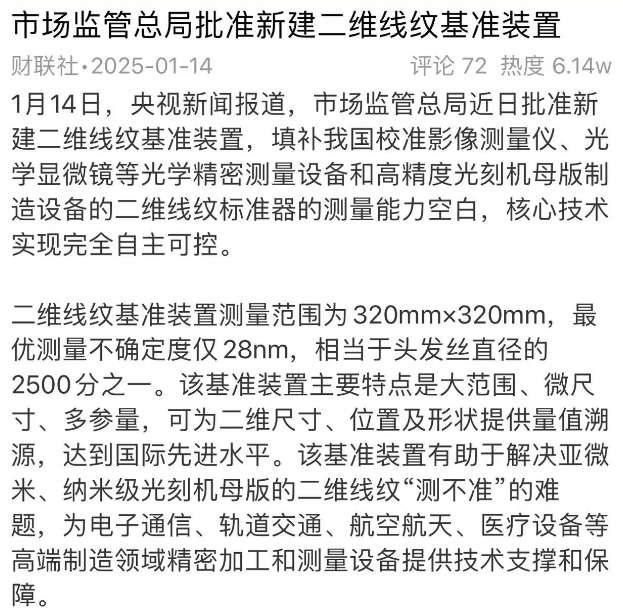 市场监管总局批准新建二维线纹基准装置
财联社·2025-01-14 评论 72 热度 6.14w
1月14日，央视新闻报道，市场监管总局近日批准新
建二维线纹基准装置，填补我国校准影像测量仪、光
学显微镜等光学精密测量设备和高精度光刻机母版制
造设备的二维线纹标准器的测量能力空白，核心技术
实现完全自主可控。
二维线纹基准装置测量范围为320mm×320mm，最
优测量不确定度仅28nm，相当于头发丝直径的
2500分之一。该基准装置主要特点是大范围、微尺
寸、多参量，可为二维尺寸、位置及形状提供量值溯
源，达到国际先进水平。该基准装置有助于解决亚微
米、纳米级光刻机母版的二维线纹“测不准”的难
题，为电子通信、轨道交通、航空航天、医疗设备等
高端制造领域精密加工和测量设备提供技术支撑和保
障。